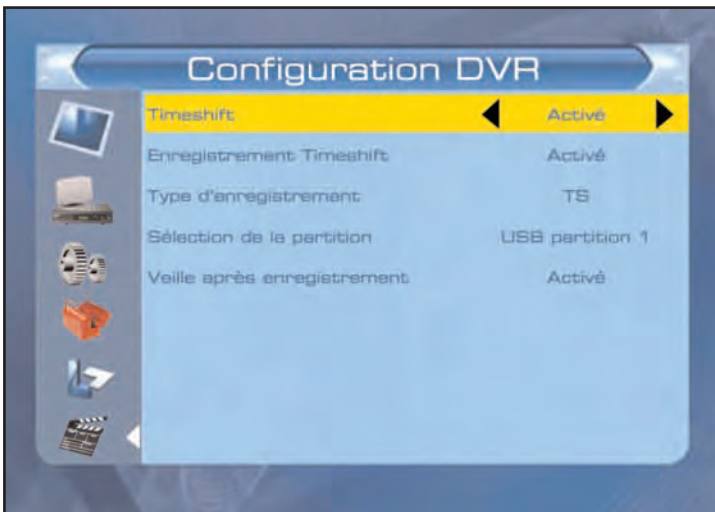 Configuration DVR
Timeshift Activé
Enregistrement Timeshift Activé
Type d'enregistrement TS
Sélection de la partition USB partition 1
Veille après enregistrement Activé